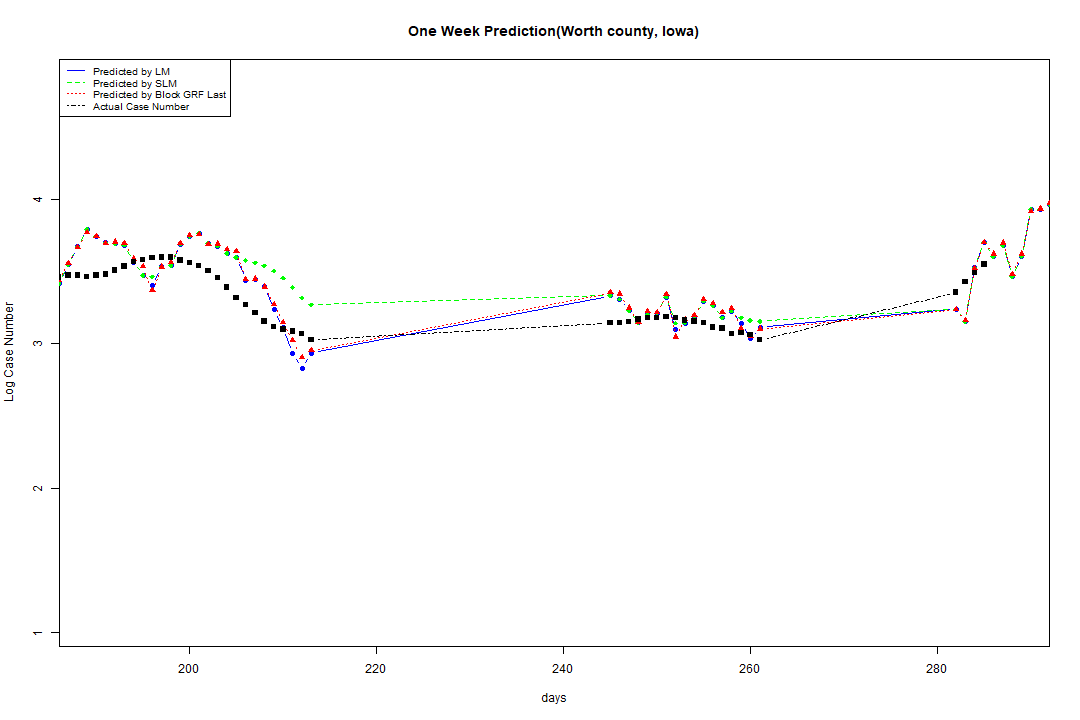 One Week Prediction(Worth county, Iowa)
Predicted by LM
Predicted by SLM
Predicted by Block GRF Last
Actual Case Number
4
3
2
1
Log Case Number
200 220 240 260 280
days